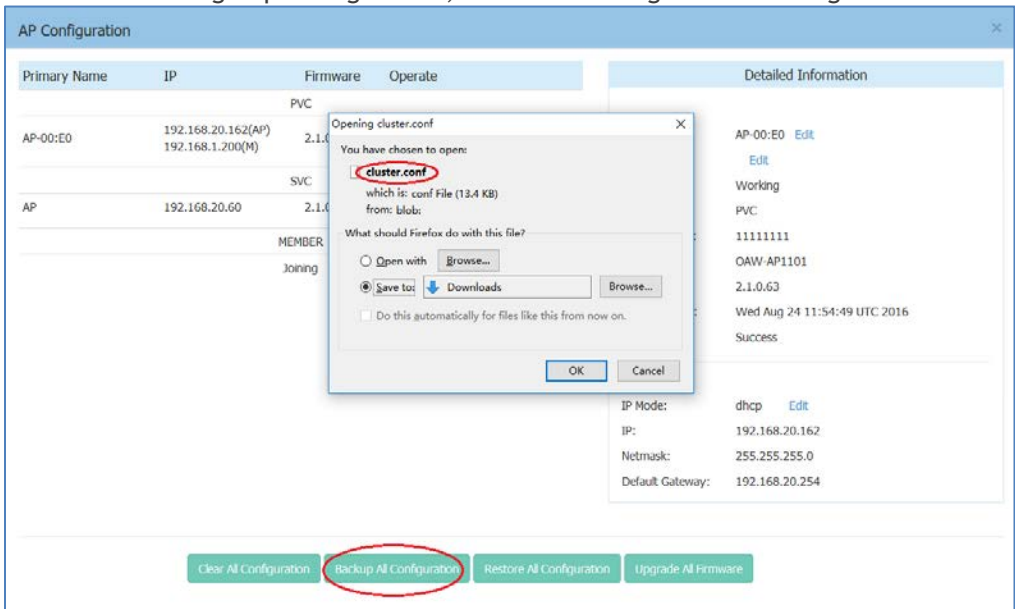 AP Configuration ×
Primary Name IP Firmware Operate
PVC
AP-00:E0 192.168.20.162(AP) 2.1.0
192.168.1.200(M)
SVC
AP 192.168.20.60 2.1.0
MEMBER
Joining
Opening cluster.conf ×
You have chosen to open:
cluster.conf
which is: conf File (13.4 KB)
from: blob:
What should Firefox do with this file?
Open with Browse...
Save to: Downloads Browse...
Do this automatically for files like this from now on.
OK Cancel
Detailed Information
AP-00:E0 Edit
Edit
Working
PVC
: 11111111
OAW-AP1101
2.1.0.63
: Wed Aug 24 11:54:49 UTC 2016
Success
IP Mode: dhcp Edit
IP: 192.168.20.162
Netmask: 255.255.255.0
Default Gateway: 192.168.20.254
Clear All Configuration Backup All Configuration Restore All Configuration Upgrade All Firmware